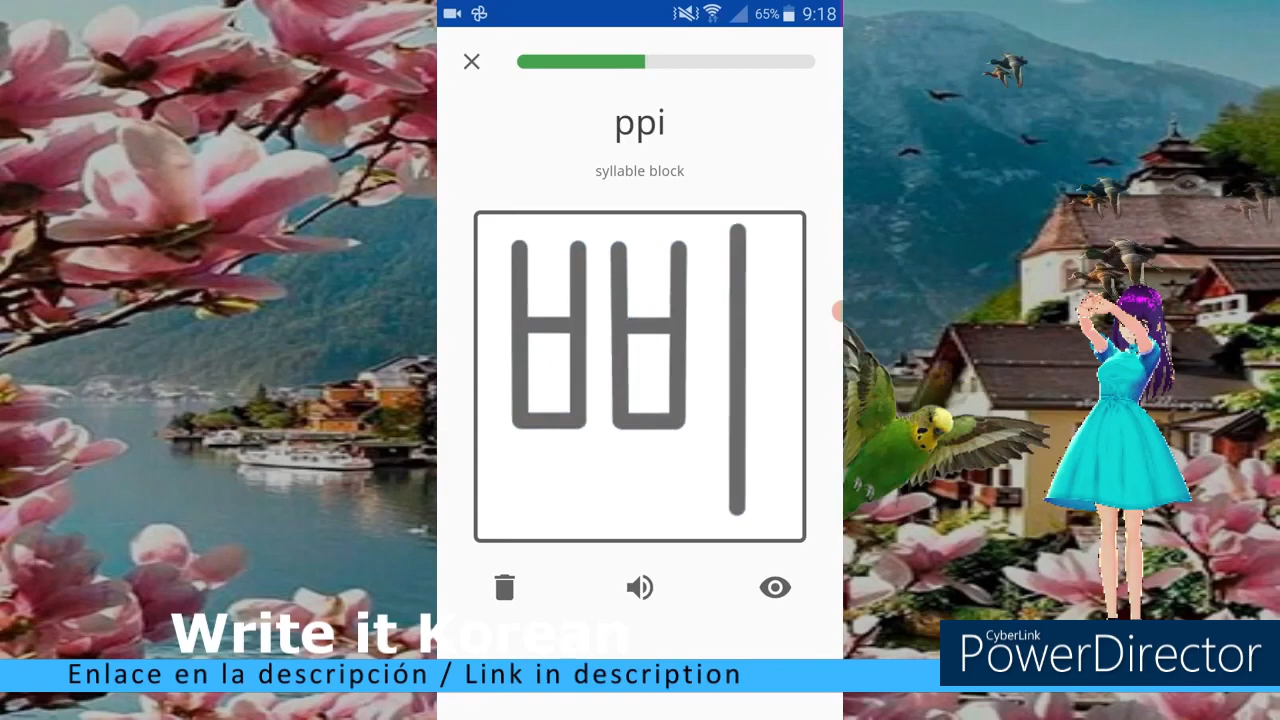 65% 9:18
ppi
syllable block
삐
Write it Korean
Enlace en la descripción / Link in description
CyberLink
PowerDirector